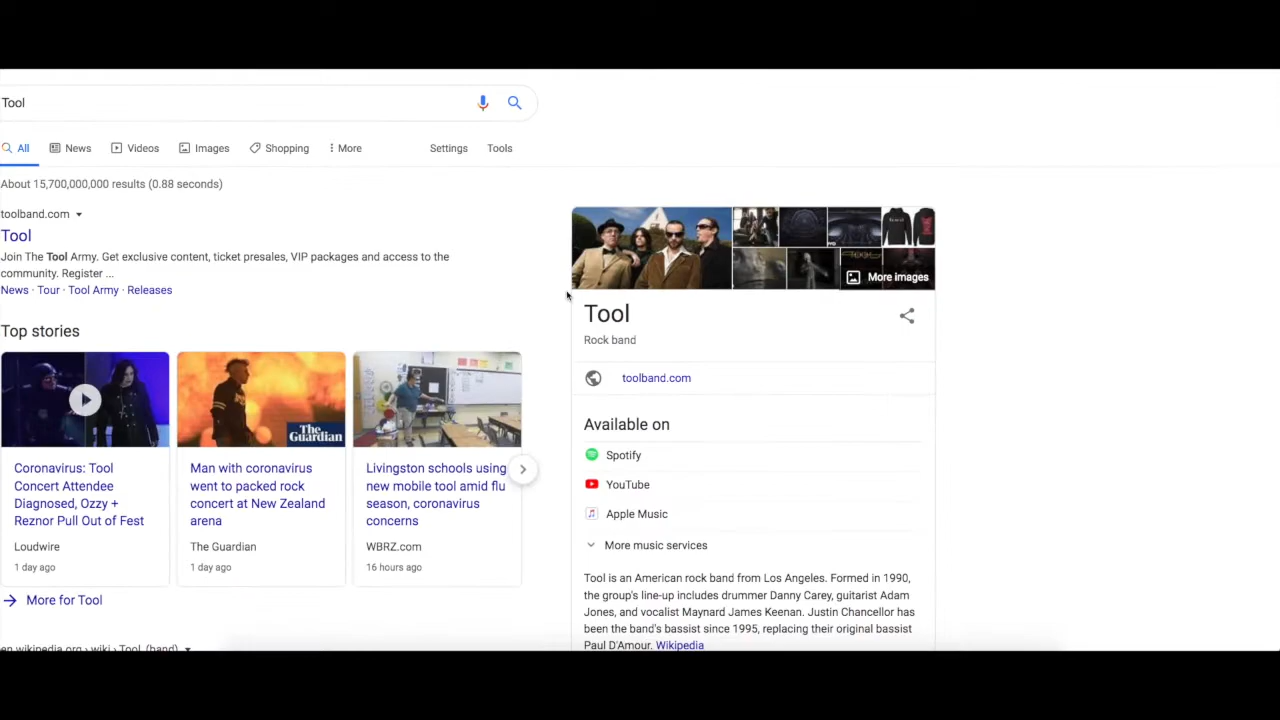 Tool
All
News
Videos
Images
Shopping
More
Settings
Tools
About 15,700,000,000 results (0.88 seconds)
toolband.com
Tool
Join The Tool Army. Get exclusive content, ticket presales, VIP packages and access to the
community. Register ...
News · Tour · Tool Army · Releases
Top stories
The
Guardian
Coronavirus: Tool
Concert Attendee
Diagnosed, Ozzy +
Reznor Pull Out of Fest
Loudwire
1 day ago
Man with coronavirus
went to packed rock
concert at New Zealand
arena
The Guardian
1 day ago
Livingston schools using
new mobile tool amid flu
season, coronavirus
concerns
WBRZ.com
16 hours ago
More for Tool
en.wikipedia.org › wiki › Tool_(band)
More images
Tool
Rock band
toolband.com
Available on
Spotify
YouTube
Apple Music
More music services
Tool is an American rock band from Los Angeles. Formed in 1990,
the group's line-up includes drummer Danny Carey, guitarist Adam
Jones, and vocalist Maynard James Keenan. Justin Chancellor has
been the band's bassist since 1995, replacing their original bassist
Paul D'Amour. Wikipedia